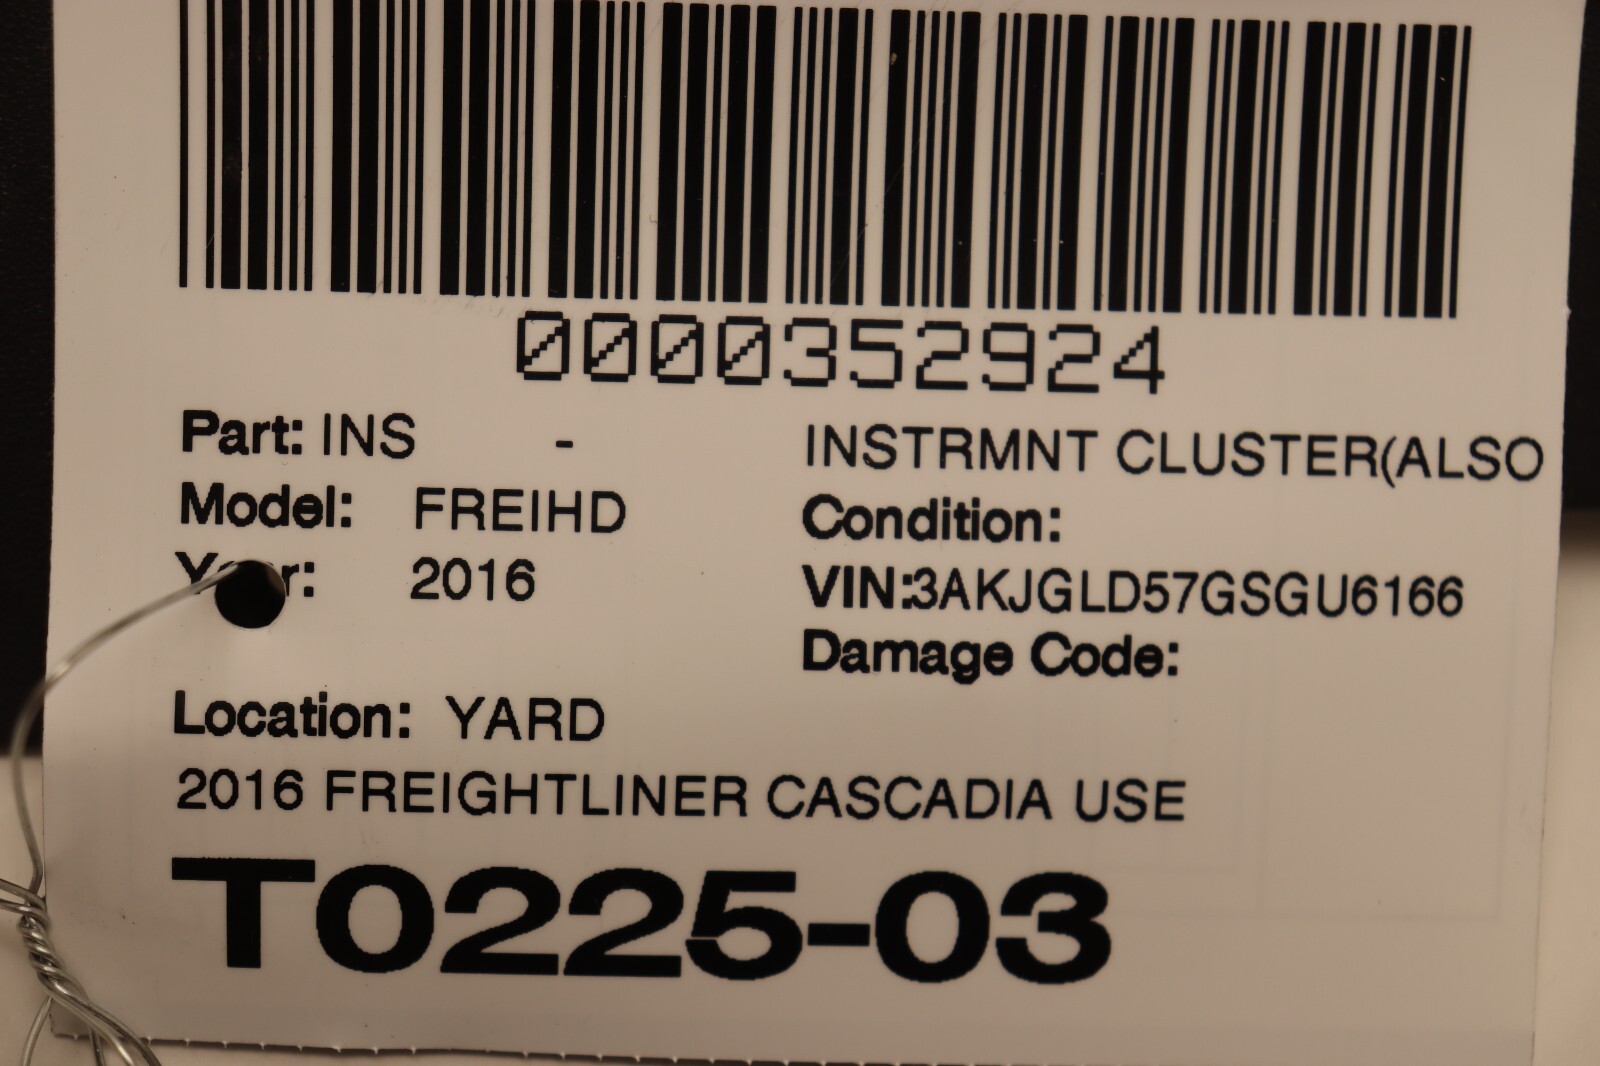 0000352924
Part: INS - INSTRMNT CLUSTER(ALSO
Model: FREIHD Condition:
Year: 2016 VIN:3AKJGLD57GSGU6166
Damage Code:
Location: YARD
2016 FREIGHTLINER CASCADIA USE
T0225-03